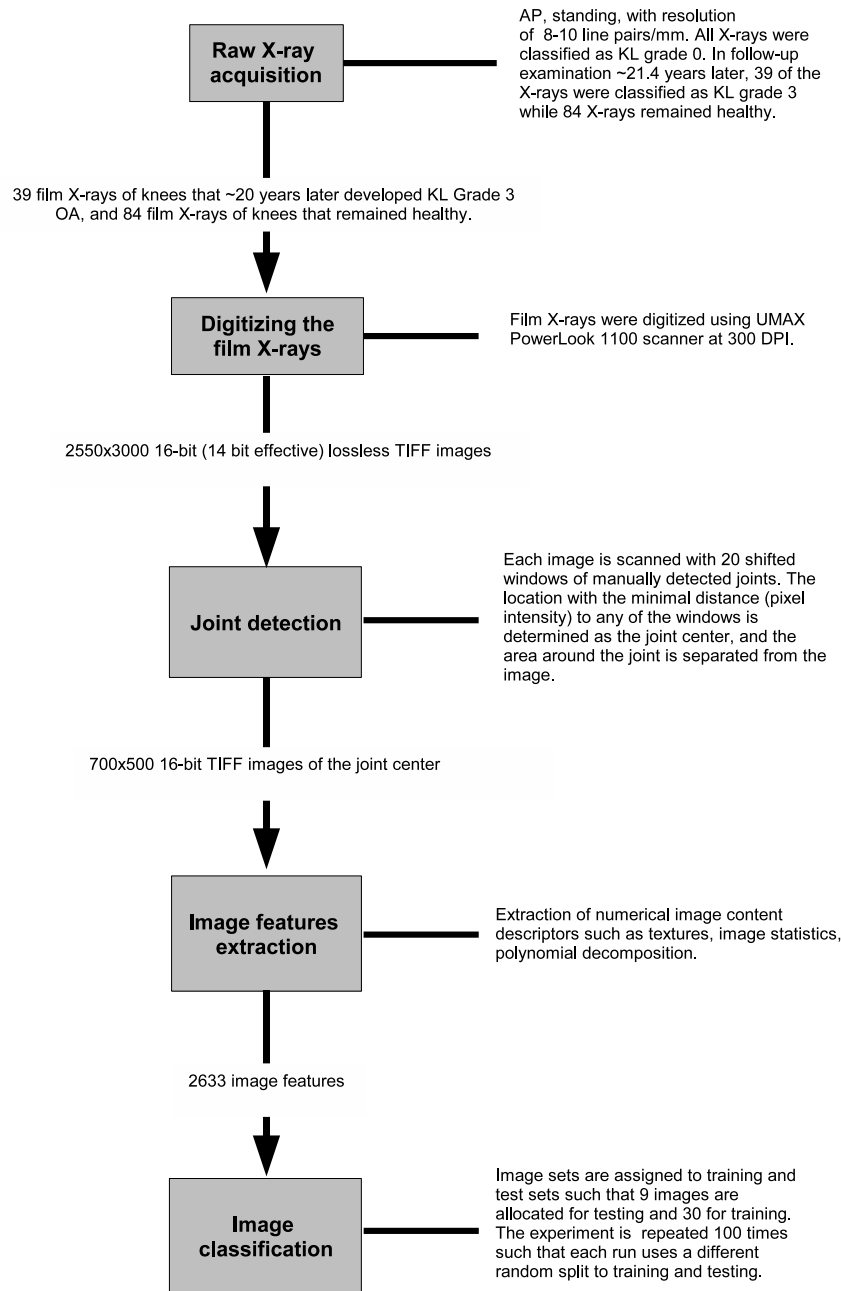 Raw X-ray
acquisition
AP, standing, with resolution
of 8-10 line pairs/mm. All X-rays were
classified as KL grade 0. In follow-up
examination ~21.4 years later, 39 of the
X-rays were classified as KL grade 3
while 84 X-rays remained healthy.
39 film X-rays of knees that ~20 years later developed KL Grade 3
OA, and 84 film X-rays of knees that remained healthy.
Digitizing the
film X-rays
Film X-rays were digitized using UMAX
PowerLook 1100 scanner at 300 DPI.
2550x3000 16-bit (14 bit effective) lossless TIFF images
Joint detection
Each image is scanned with 20 shifted
windows of manually detected joints. The
location with the minimal distance (pixel
intensity) to any of the windows is
determined as the joint center, and the
area around the joint is separated from the
image.
700x500 16-bit TIFF images of the joint center
Image features
extraction
Extraction of numerical image content
descriptors such as textures, image statistics,
polynomial decomposition.
2633 image features
Image
classification
Image sets are assigned to training and
test sets such that 9 images are
allocated for testing and 30 for training.
The experiment is repeated 100 times
such that each run uses a different
random split to training and testing.